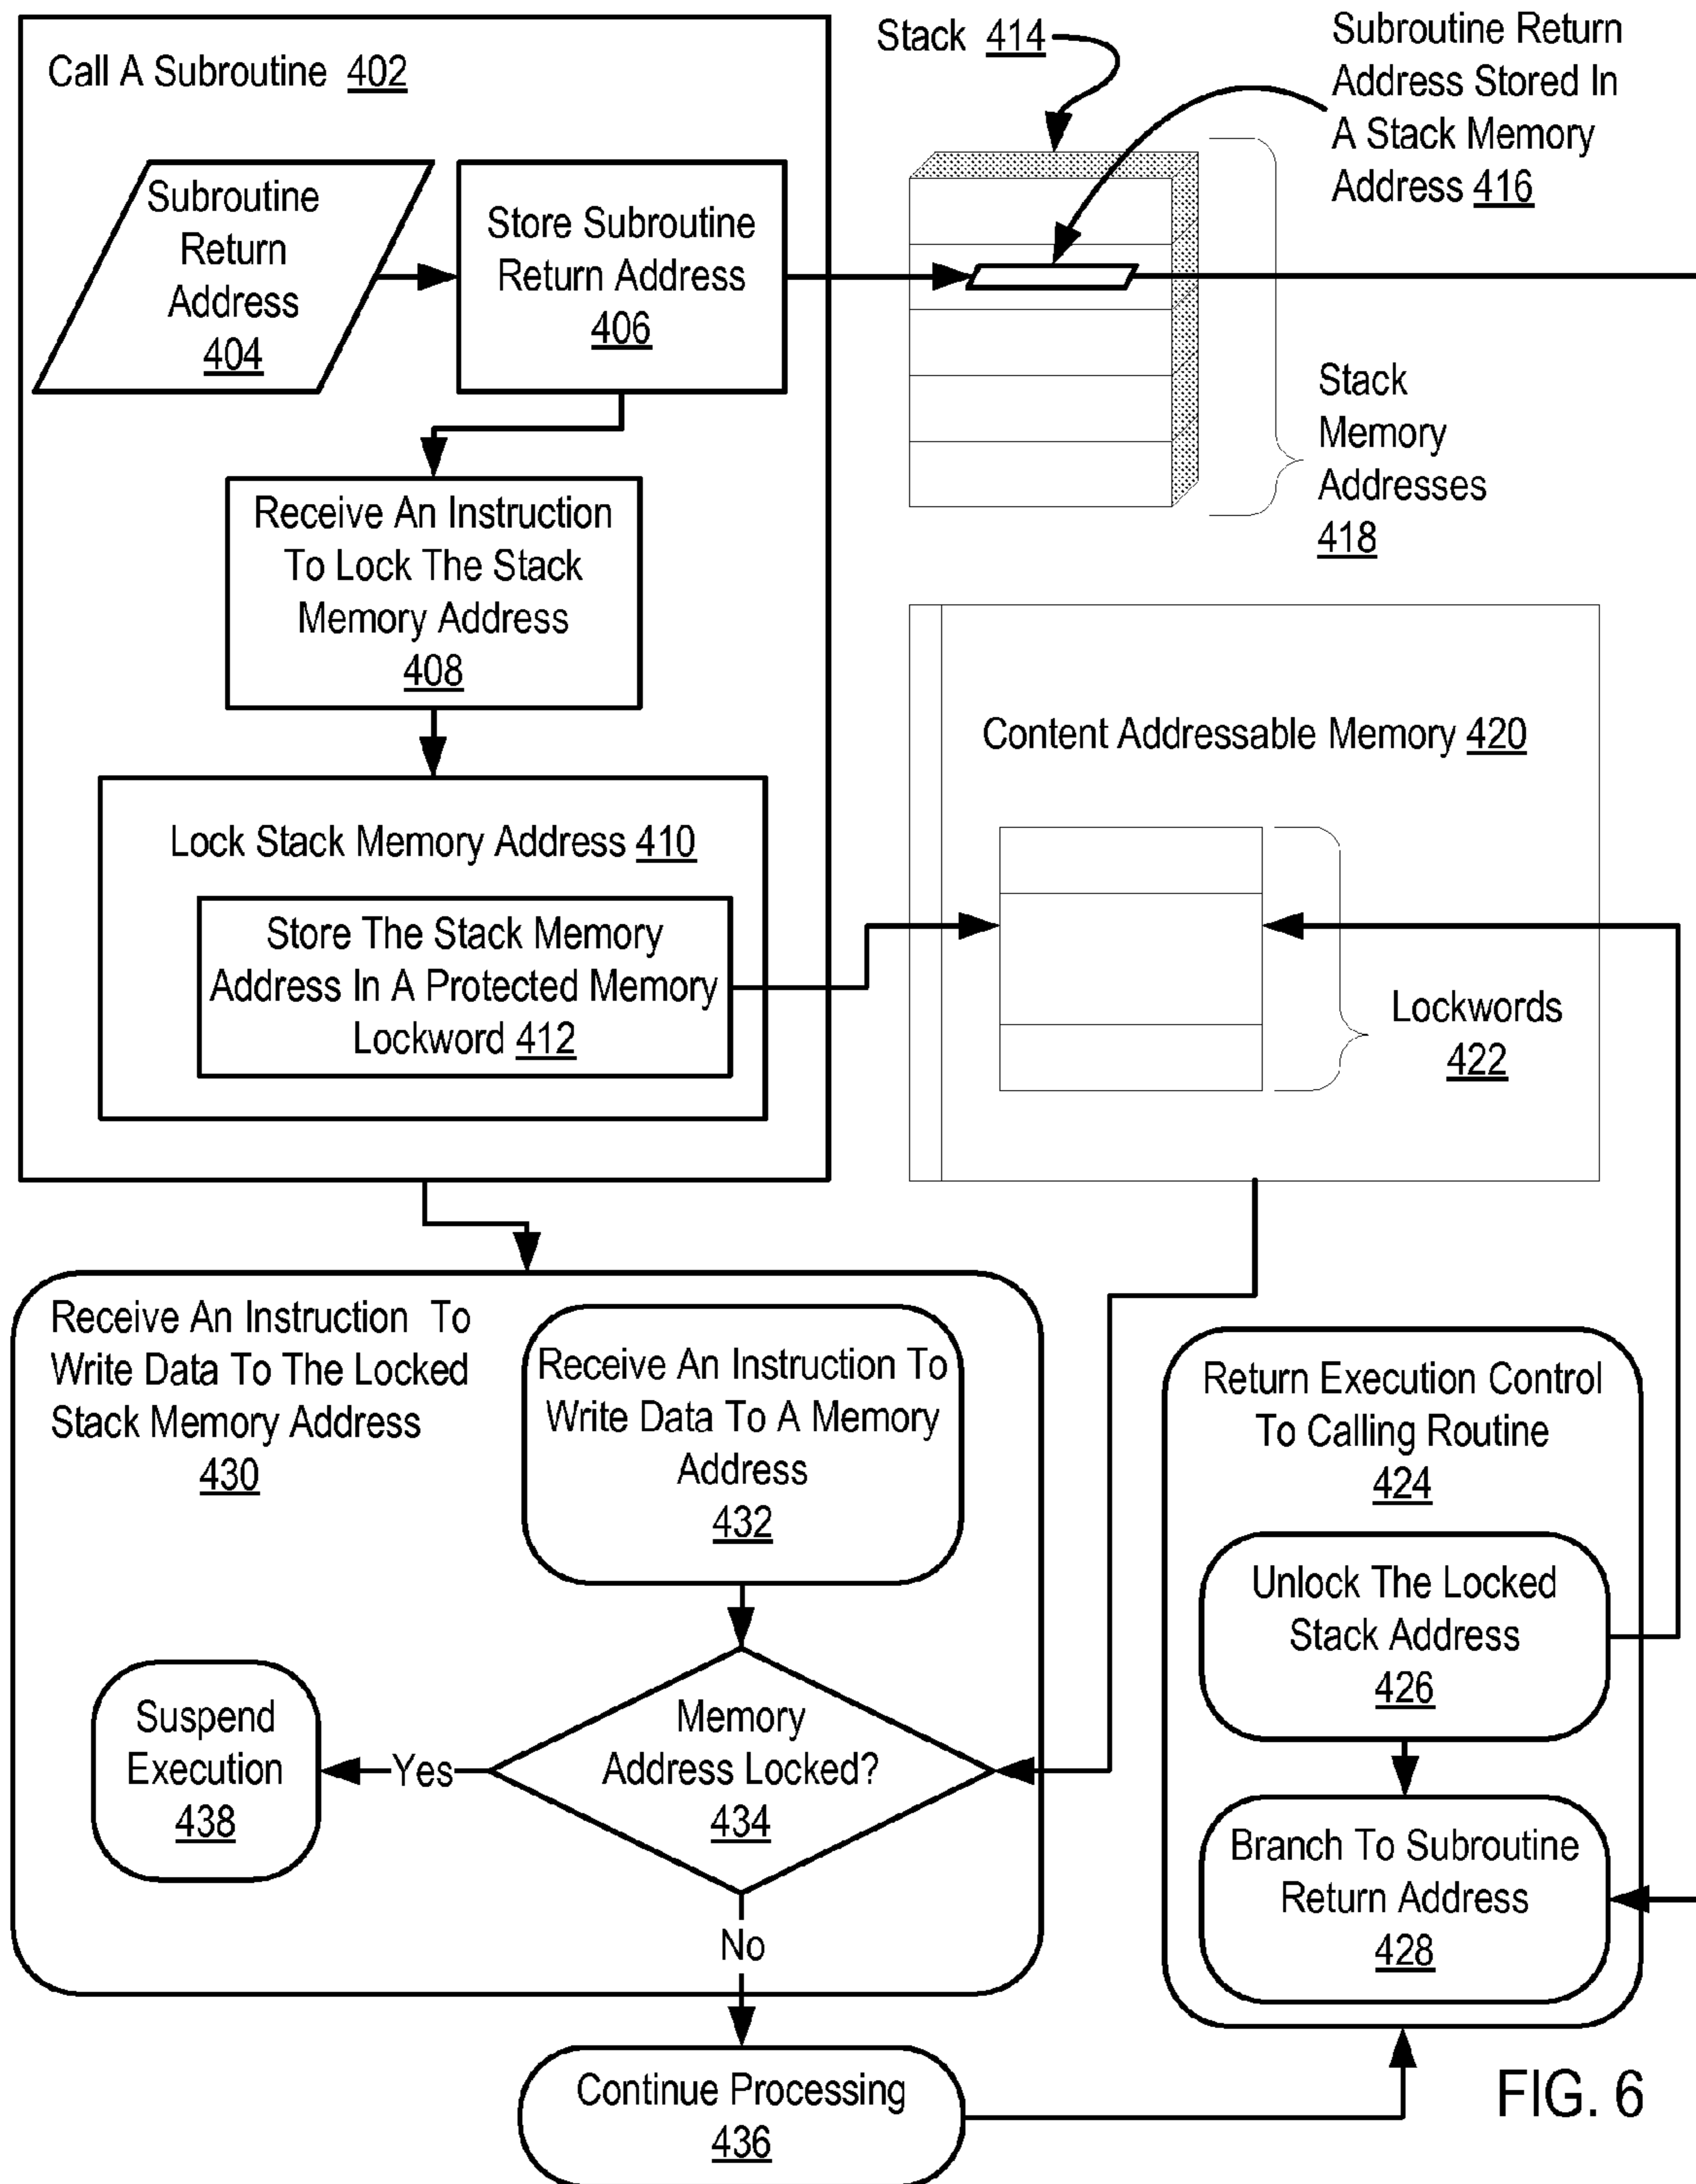 Call A Subroutine 402
Subroutine
Return
Address
404
Store Subroutine
Return Address
406
Receive An Instruction
To Lock The Stack
Memory Address
408
Lock Stack Memory Address 410
Store The Stack Memory
Address In A Protected Memory
Lockword 412
Stack 414
Subroutine Return
Address Stored In
A Stack Memory
Address 416
Stack
Memory
Addresses
418
Content Addressable Memory 420
Lockwords
422
Receive An Instruction To
Write Data To The Locked
Stack Memory Address
430
Receive An Instruction To
Write Data To A Memory
Address
432
Memory
Address Locked?
434
Yes
Suspend
Execution
438
No
Continue Processing
436
Return Execution Control
To Calling Routine
424
Unlock The Locked
Stack Address
426
Branch To Subroutine
Return Address
428
FIG. 6